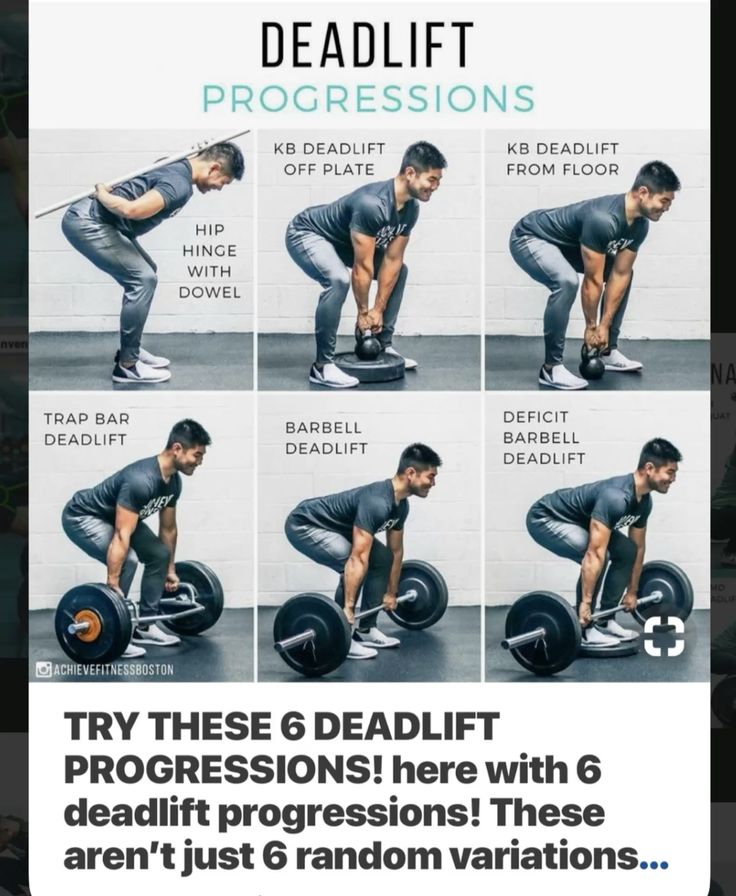 DEADLIFT
PROGRESSIONS
HIP
HINGE
WITH
DOWEL
KB DEADLIFT
OFF PLATE
KB DEADLIFT
FROM FLOOR
TRAP BAR
DEADLIFT
BARBELL
DEADLIFT
DEFICIT
BARBELL
DEADLIFT
ACHIEVEFITNESSBOSTON
TRY THESE 6 DEADLIFT
PROGRESSIONS! here with 6
deadlift progressions! These
aren’t just 6 random variations...